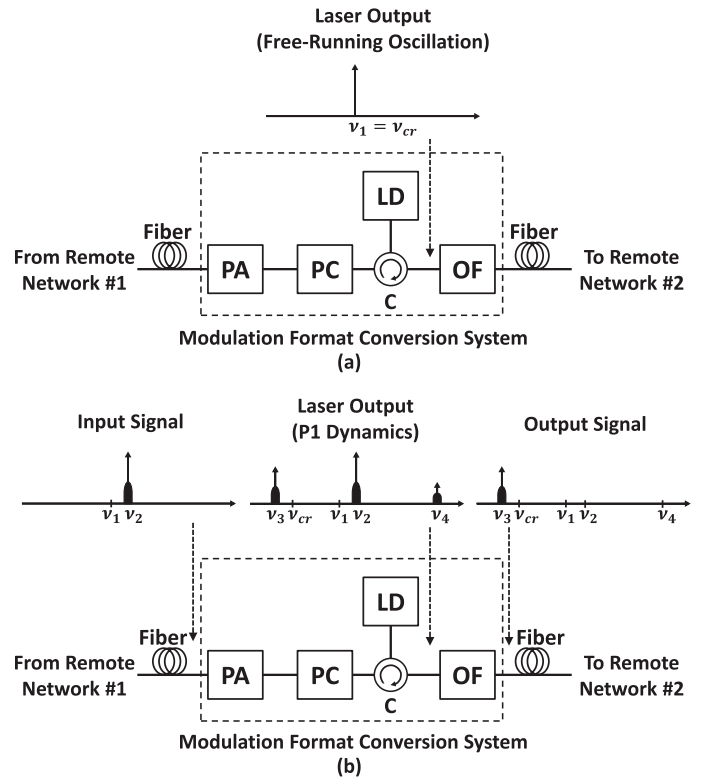 Laser Output
(Free-Running Oscillation)
ν₁ = ν_cr
LD
Fiber
Fiber
From Remote
Network #1
PA
PC
C
OF
To Remote
Network #2
Modulation Format Conversion System
(a)
Input Signal
Laser Output
(P1 Dynamics)
Output Signal
ν₁ ν₂
ν₃ ν_cr ν₁ ν₂ ν₄
ν₃ ν_cr ν₁ ν₂ ν₄
LD
Fiber
Fiber
From Remote
Network #1
PA
PC
C
OF
To Remote
Network #2
Modulation Format Conversion System
(b)